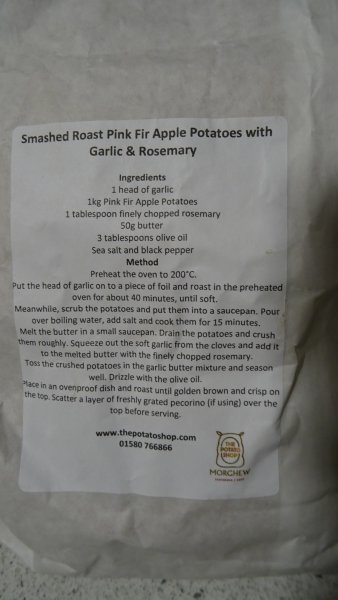 Smashed Roast Pink Fir Apple Potatoes with
Garlic & Rosemary
Ingredients
1 head of garlic
1kg Pink Fir Apple Potatoes
1 tablespoon finely chopped rosemary
50g butter
3 tablespoons olive oil
Sea salt and black pepper
Method
Preheat the oven to 200°C.
Put the head of garlic on to a piece of foil and roast in the preheated
oven for about 40 minutes, until soft.
Meanwhile, scrub the potatoes and put them into a saucepan. Pour
over boiling water, add salt and cook them for 15 minutes.
Melt the butter in a small saucepan. Drain the potatoes and crush
them roughly. Squeeze out the soft garlic from the cloves and add it
to the melted butter with the finely chopped rosemary.
Toss the crushed potatoes in the garlic butter mixture and season
well. Drizzle with the olive oil.
Place in an ovenproof dish and roast until golden brown and crisp on
the top. Scatter a layer of freshly grated pecorino (if using) over the
top before serving.
www.thepotatoshop.com
01580 766866
THE
POTATO
SHOP
MORGHEW